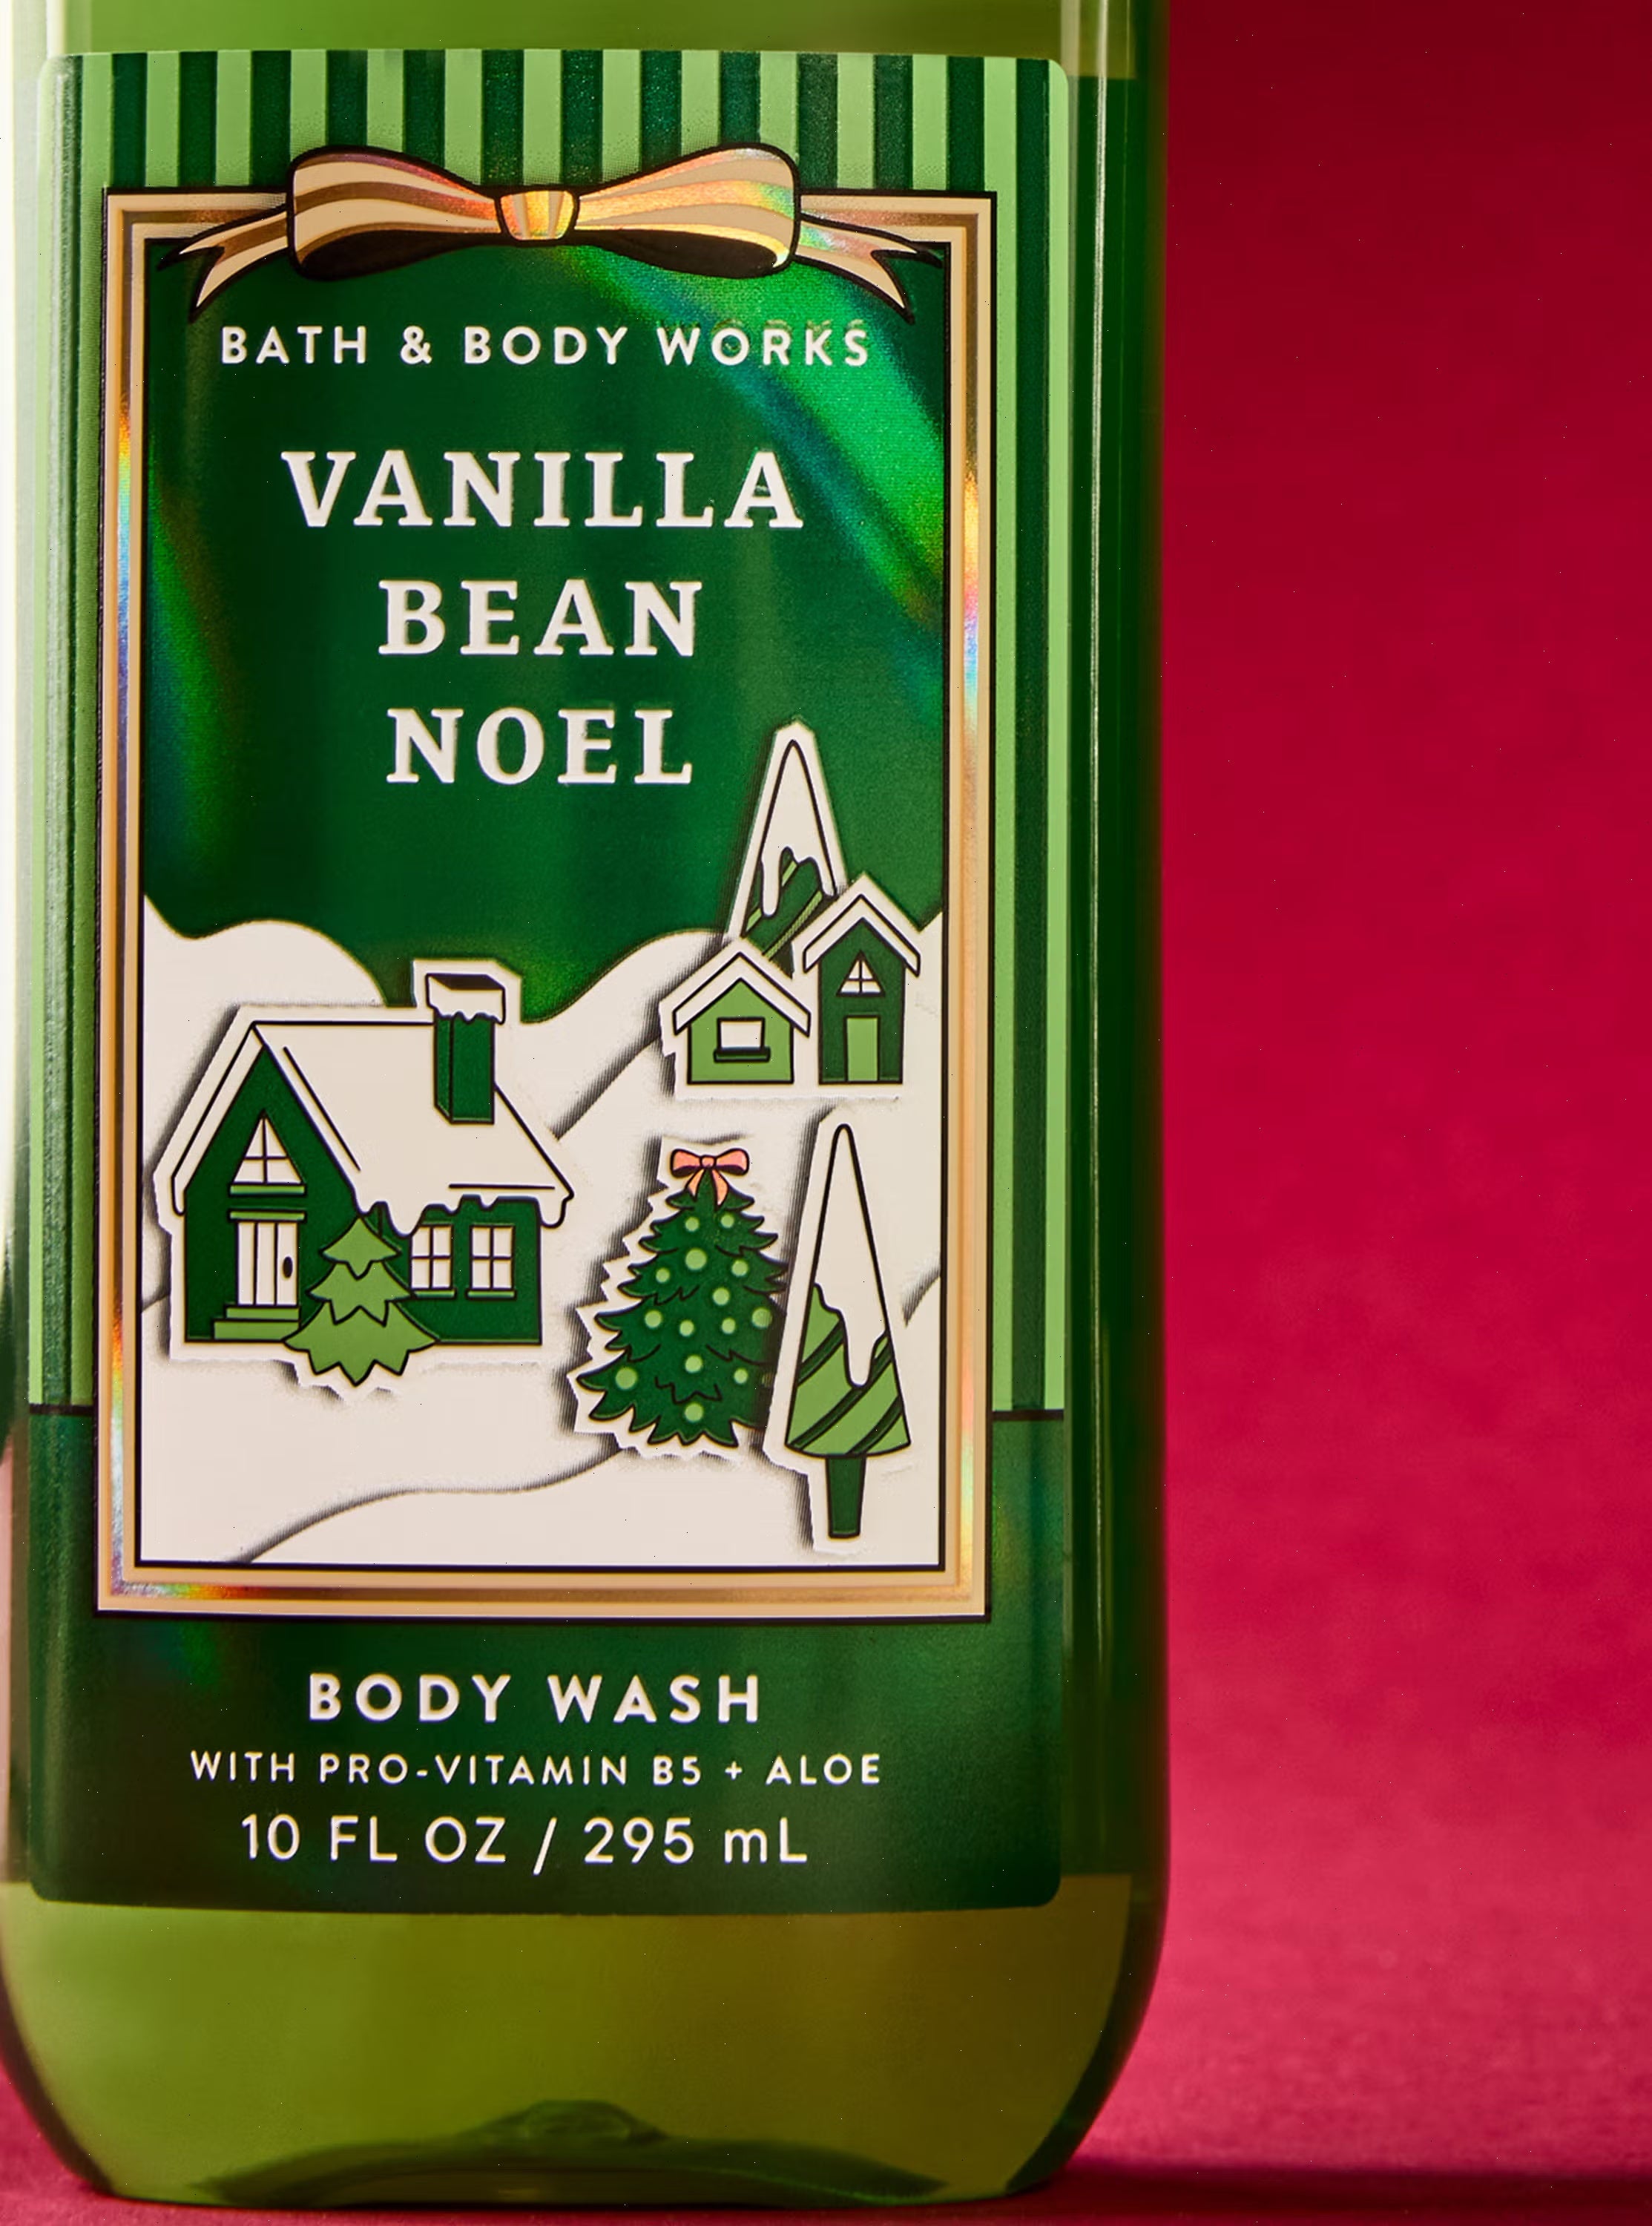 BATH & BODY WORKS
VANILLA
BEAN
NOEL
BODY WASH
WITH PRO-VITAMIN B5 + ALOE
10 FL OZ / 295 mL